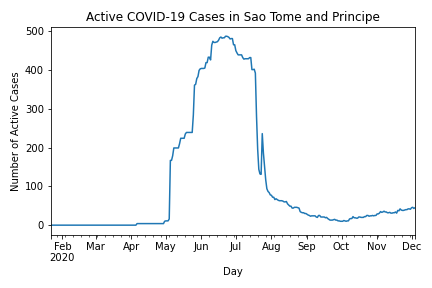 Active COVID-19 Cases in Sao Tome and Principe
500
400
300
200
100
0
Number of Active Cases
Feb Mar Apr May Jun Jul Aug Sep Oct Nov Dec
2020
Day